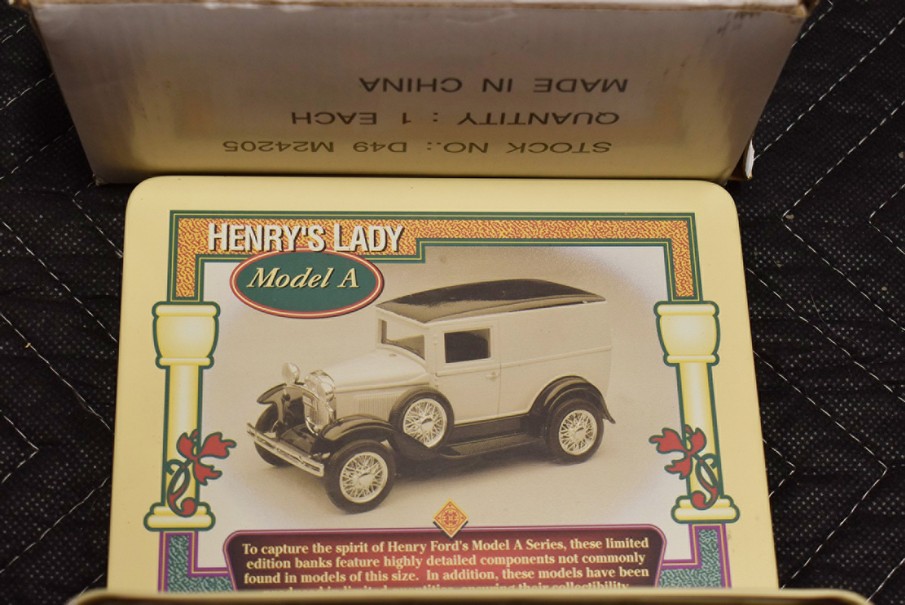 MADE IN CHINA
QUANTITY : 1 EACH
STOCK NO.: D49 M24205
HENRY'S LADY
Model A
To capture the spirit of Henry Ford's Model A Series, these limited
edition banks feature highly detailed components not commonly
found in models of this size. In addition, these models have been